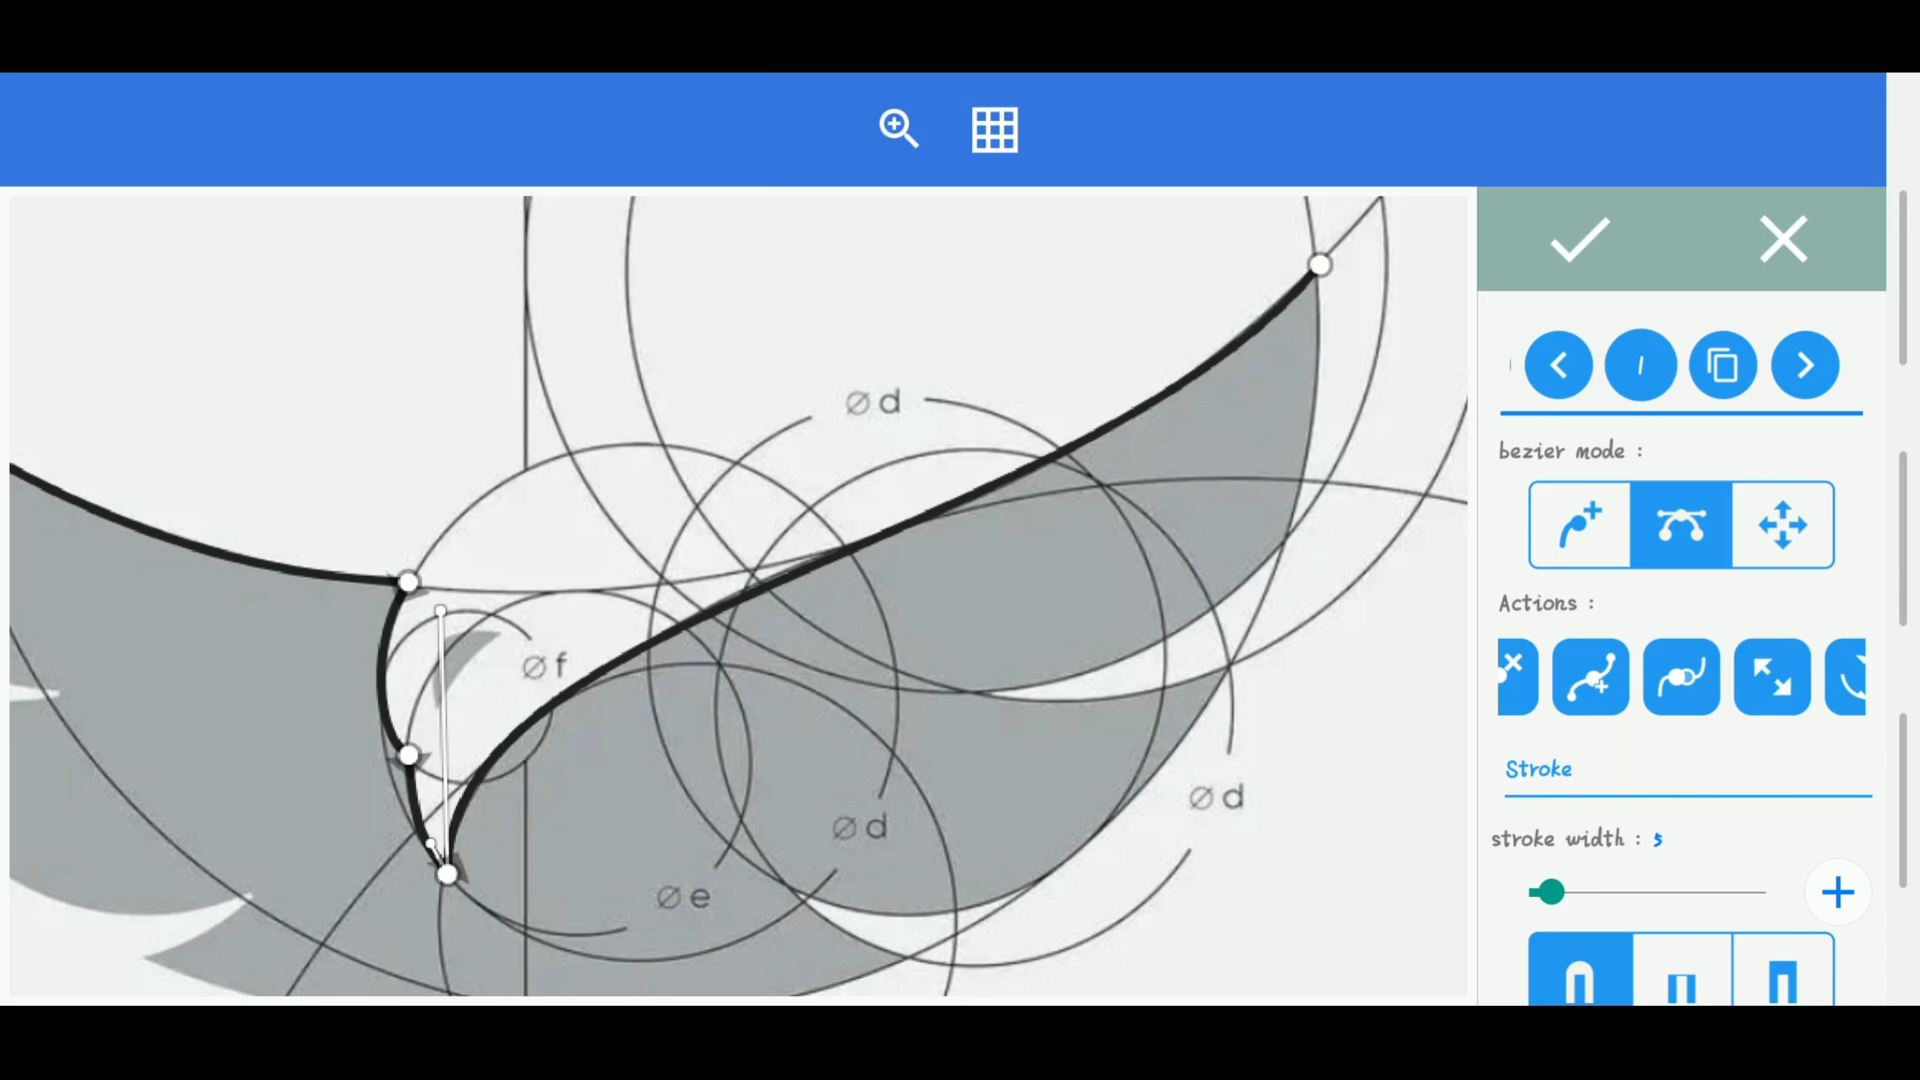 Ø d
Ø f
Ø d
Ø d
Ø e
bezier mode :
Actions :
Stroke
stroke width : 5